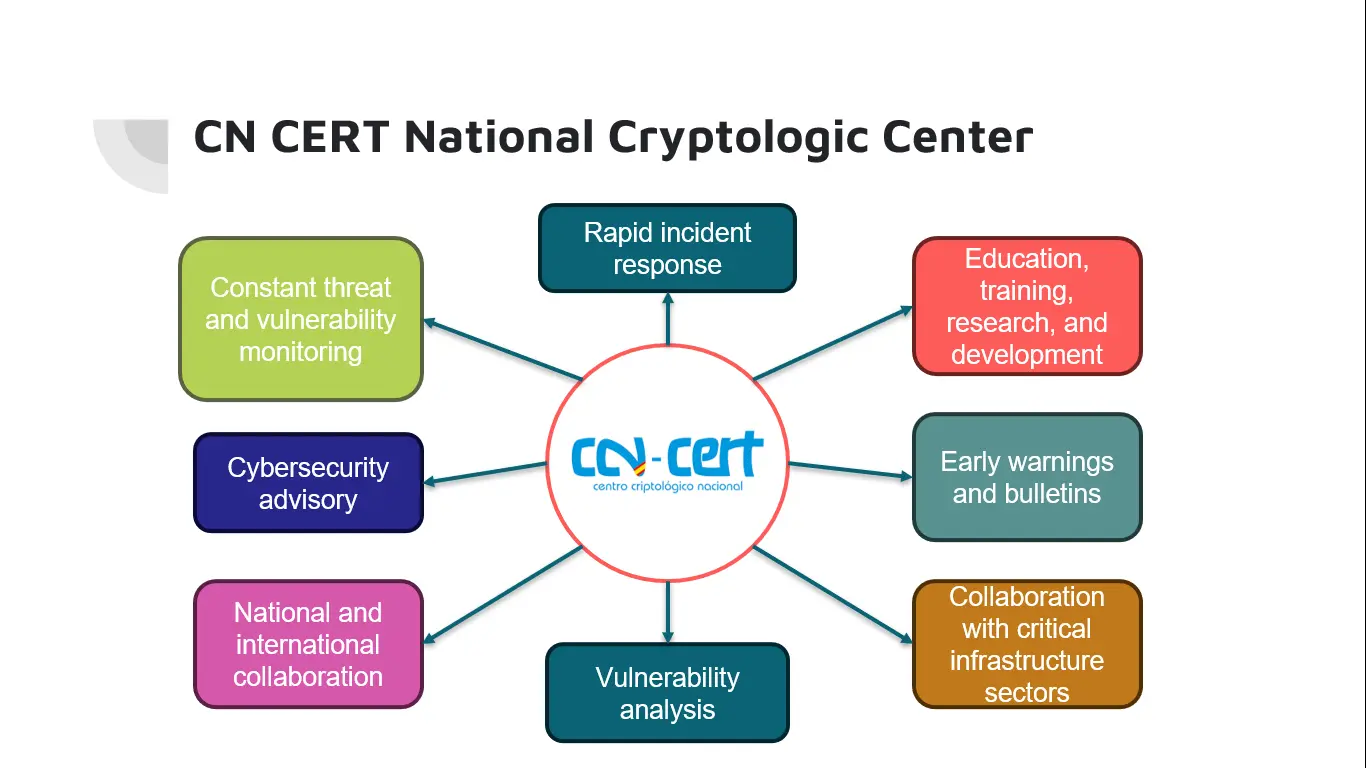 CN CERT National Cryptologic Center
Rapid incident
response
Constant threat
and vulnerability
monitoring
Education,
training,
research, and
development
Cybersecurity
advisory
CCN-cert
centro criptológico nacional
Early warnings
and bulletins
National and
international
collaboration
Vulnerability
analysis
Collaboration
with critical
infrastructure
sectors